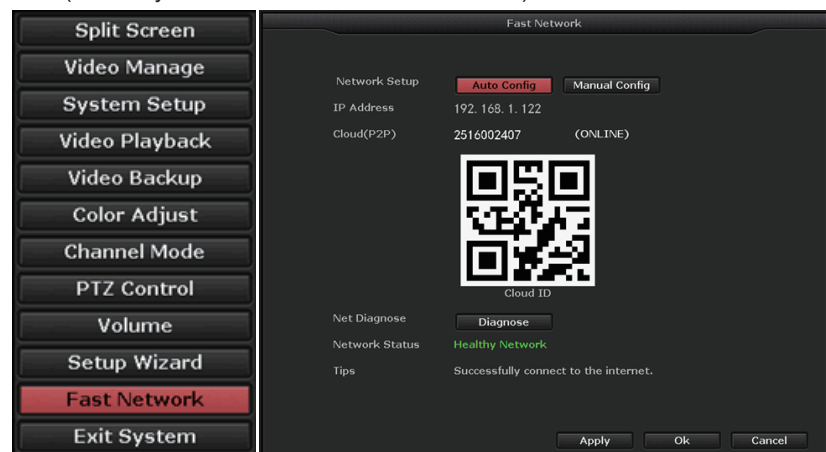 Split Screen
Video Manage
System Setup
Video Playback
Video Backup
Color Adjust
Channel Mode
PTZ Control
Volume
Setup Wizard
Fast Network
Exit System
Fast Network
Network Setup Auto Config Manual Config
IP Address 192. 168. 1. 122
Cloud(P2P) 2516002407 (ONLINE)
Cloud ID
Net Diagnose Diagnose
Network Status Healthy Network
Tips Successfully connect to the internet.
Apply Ok Cancel